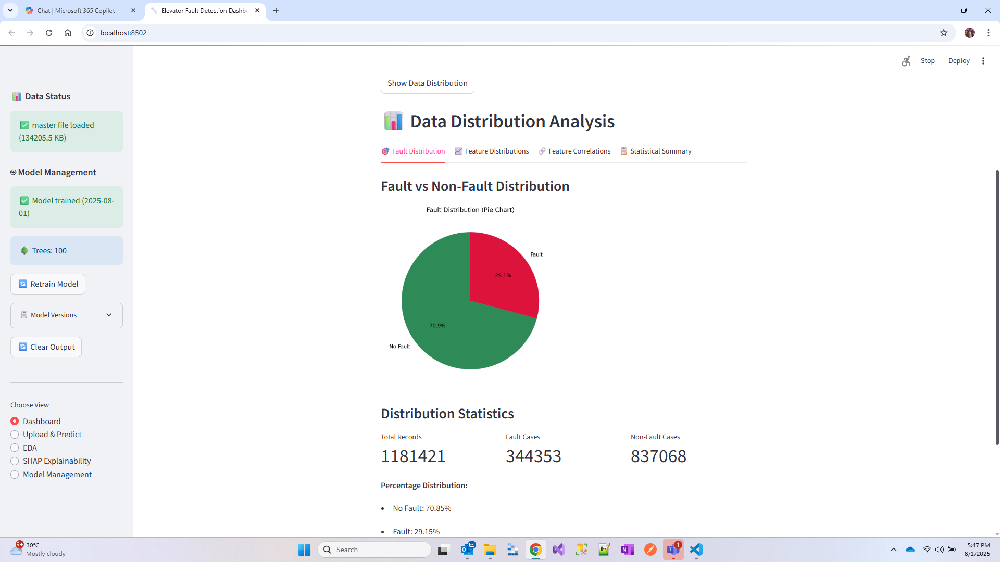 Chat | Microsoft 365 Copilot
Elevator Fault Detection Dashbo
localhost:8502
Stop
Deploy
Data Status
master file loaded
(134205.5 KB)
Model Management
Model trained (2025-08-
01)
Trees: 100
Retrain Model
Model Versions
Clear Output
Choose View
Dashboard
Upload & Predict
EDA
SHAP Explainability
Model Management
Show Data Distribution
Data Distribution Analysis
Fault Distribution
Feature Distributions
Feature Correlations
Statistical Summary
Fault vs Non-Fault Distribution
Fault Distribution (Pie Chart)
Fault
29.1%
70.9%
No Fault
Distribution Statistics
Total Records
1181421
Fault Cases
344353
Non-Fault Cases
837068
Percentage Distribution:
No Fault: 70.85%
Fault: 29.15%
9+
30°C
Mostly cloudy
Search
1
5:47 PM
8/1/2025